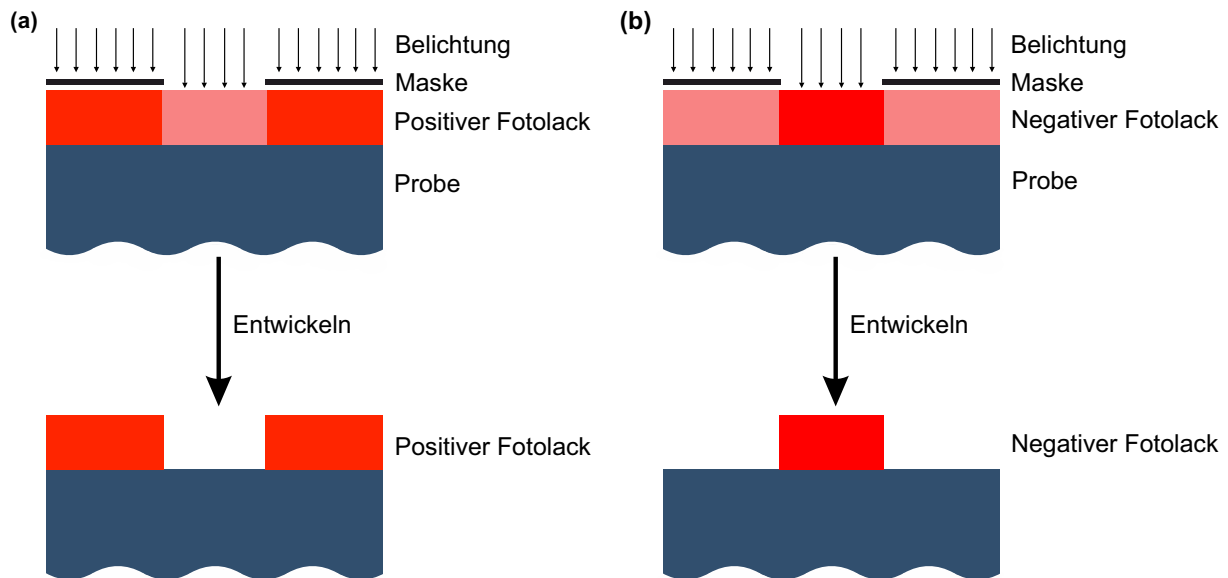 (a)
Belichtung
Maske
Positiver Fotolack
Probe
Entwickeln
Positiver Fotolack
(b)
Belichtung
Maske
Negativer Fotolack
Probe
Entwickeln
Negativer Fotolack